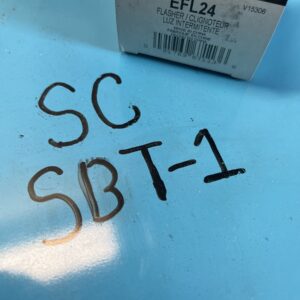 EFL24
V15306
FLASHER / CLIGNOTEUR
LUZ INTERMITENTE
SC
SBT-1